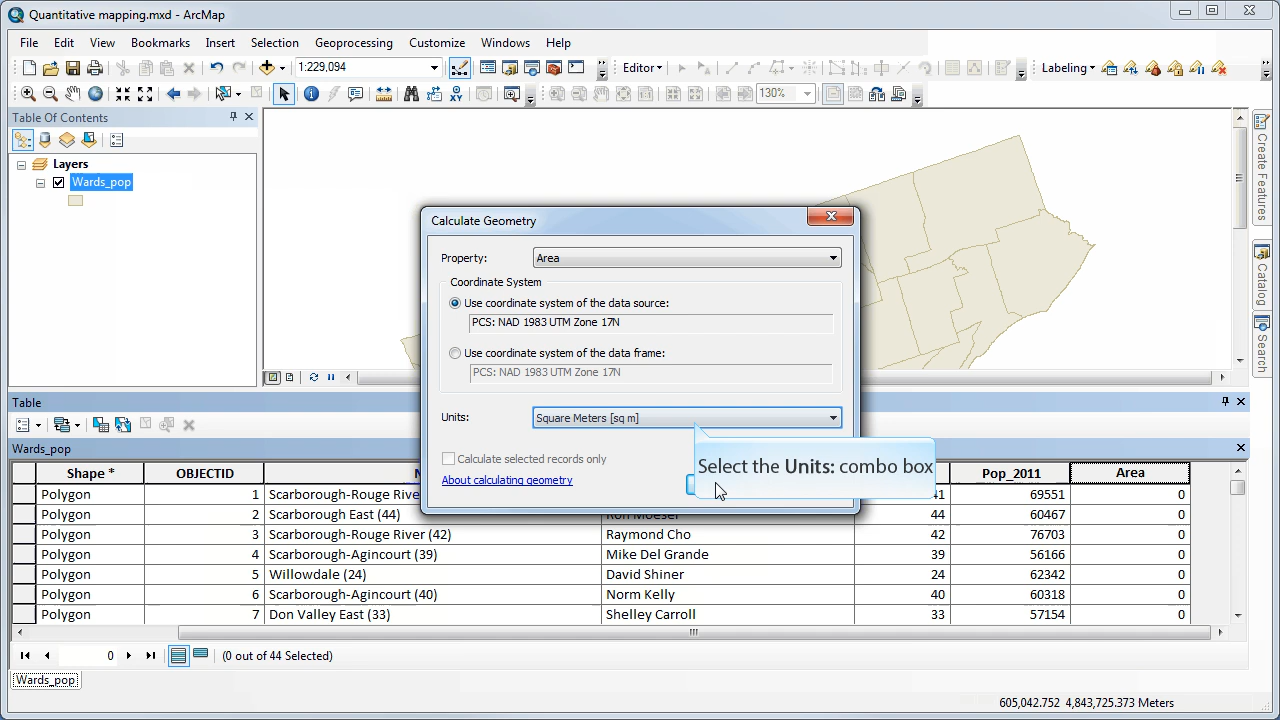 Quantitative mapping.mxd - ArcMap
File Edit View Bookmarks Insert Selection Geoprocessing Customize Windows Help
1:229,094 Editor Labeling
130%
Table Of Contents
Layers
Wards_pop
Create Features
Catalog
Search
Calculate Geometry
Property: Area
Coordinate System
Use coordinate system of the data source:
PCS: NAD 1983 UTM Zone 17N
Use coordinate system of the data frame:
PCS: NAD 1983 UTM Zone 17N
Units: Square Meters [sq m]
Calculate selected records only
About calculating geometry
Select the Units: combo box
Table
Wards_pop
Shape * OBJECTID Pop_2011 Area
Polygon 1 Scarborough-Rouge Rive 41 69551 0
Polygon 2 Scarborough East (44) Ron Moeser 44 60467 0
Polygon 3 Scarborough-Rouge River (42) Raymond Cho 42 76703 0
Polygon 4 Scarborough-Agincourt (39) Mike Del Grande 39 56166 0
Polygon 5 Willowdale (24) David Shiner 24 62342 0
Polygon 6 Scarborough-Agincourt (40) Norm Kelly 40 60318 0
Polygon 7 Don Valley East (33) Shelley Carroll 33 57154 0
0 (0 out of 44 Selected)
Wards_pop
605,042.752 4,843,725.373 Meters